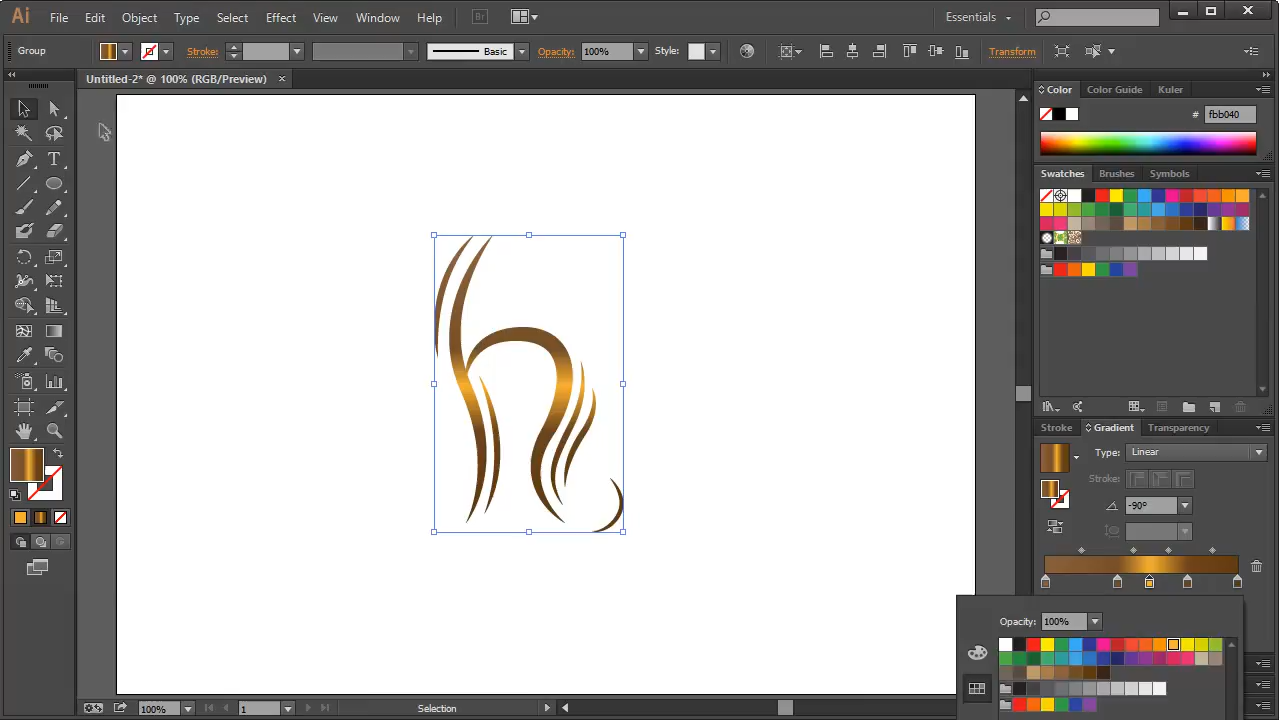 Ai File Edit Object Type Select Effect View Window Help Br Essentials
Group Stroke: Basic Opacity: 100% Style: Transform
Untitled-2* @ 100% (RGB/Preview)
Color Color Guide Kuler
# fbb040
Swatches Brushes Symbols
T
h
Stroke Gradient Transparency
Type: Linear
Stroke:
-90°
Opacity: 100%
100% 1 Selection